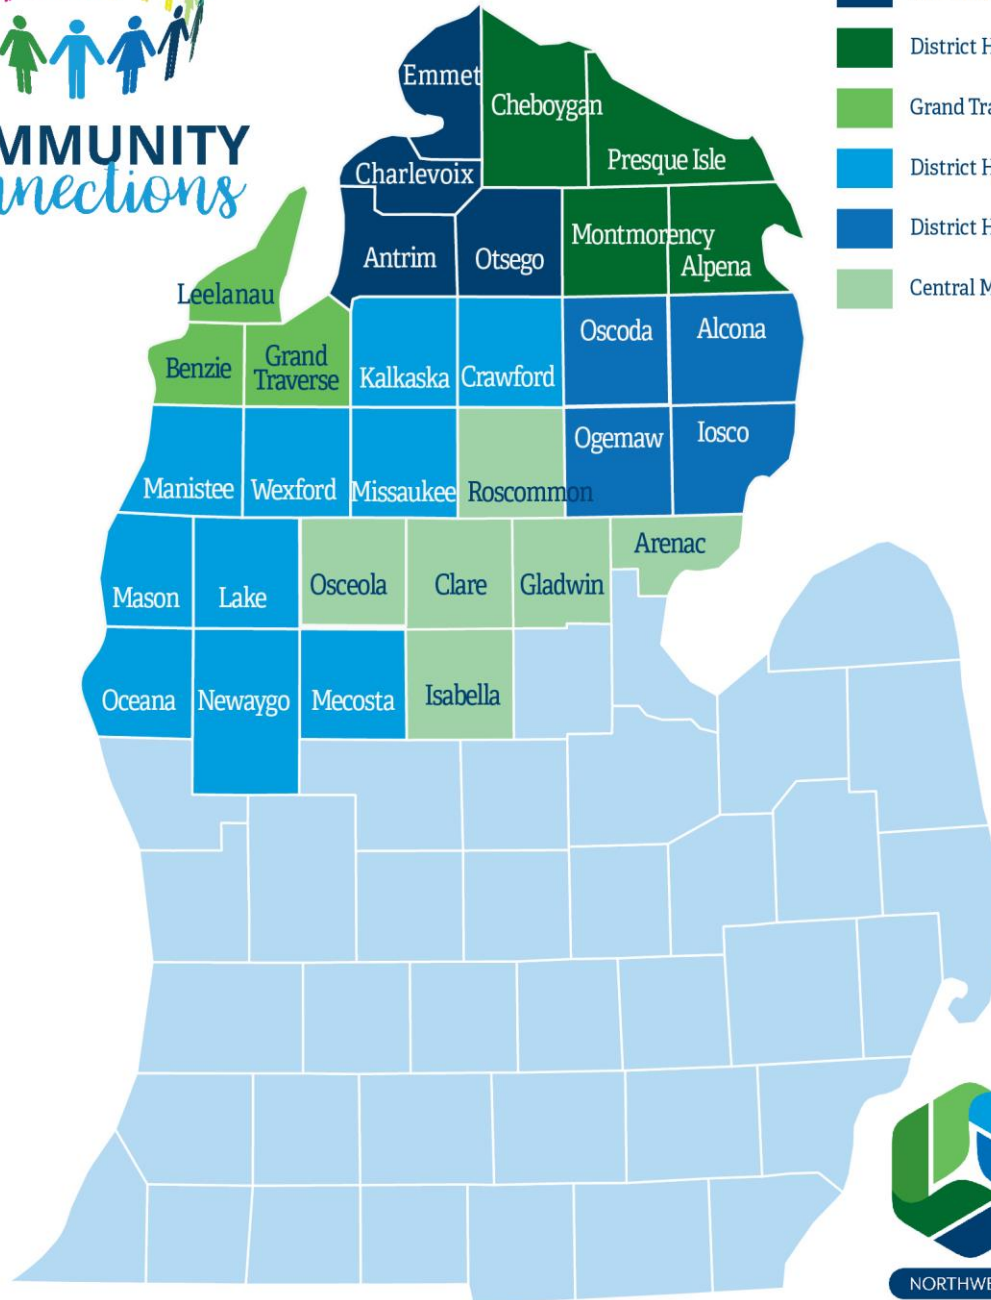 MMUNITY
nnections
District H
Grand Tra
District H
District H
Central M
Emmet
Cheboygan
Presque Isle
Charlevoix
Antrim
Otsego
Montmorency
Alpena
Leelanau
Benzie
Grand
Traverse
Kalkaska
Crawford
Oscoda
Alcona
Manistee
Wexford
Missaukee
Roscommon
Ogemaw
Iosco
Mason
Lake
Osceola
Clare
Gladwin
Arenac
Oceana
Newaygo
Mecosta
Isabella
NORTHWE